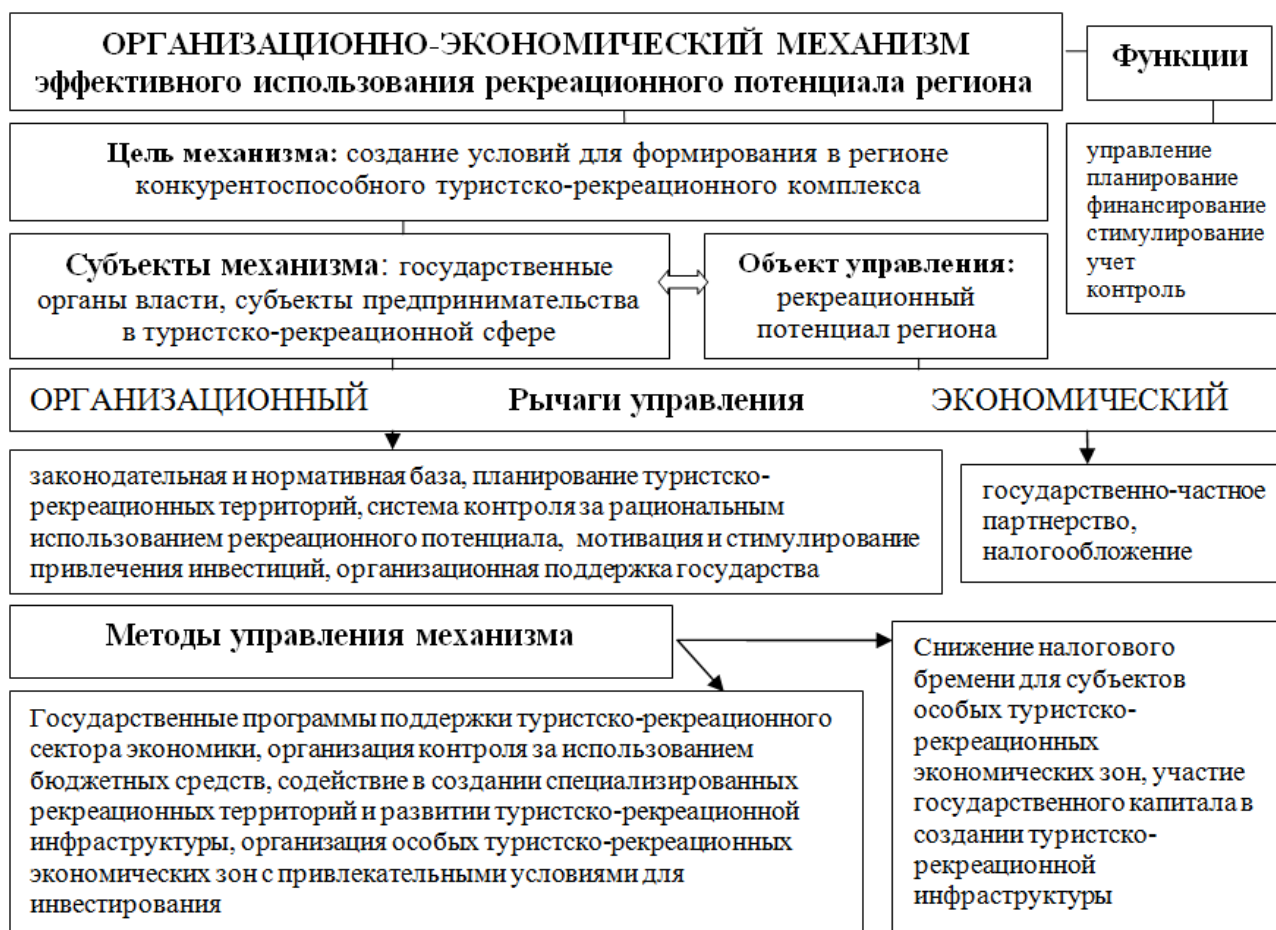 ОРГАНИЗАЦИОННО-ЭКОНОМИЧЕСКИЙ МЕХАНИЗМ
эффективного использования рекреационного потенциала региона
Функции
управление
планирование
финансирование
стимулирование
учет
контроль
Цель механизма: создание условий для формирования в регионе
конкурентоспособного туристско-рекреационного комплекса
Субъекты механизма: государственные
органы власти, субъекты предпринимательства
в туристско-рекреационной сфере
Объект управления:
рекреационный
потенциал региона
ОРГАНИЗАЦИОННЫЙ Рычаги управления ЭКОНОМИЧЕСКИЙ
законодательная и нормативная база, планирование туристско-
рекреационных территорий, система контроля за рациональным
использованием рекреационного потенциала, мотивация и стимулирование
привлечения инвестиций, организационная поддержка государства
государственно-частное
партнерство,
налогообложение
Методы управления механизма
Государственные программы поддержки туристско-рекреационного
сектора экономики, организация контроля за использованием
бюджетных средств, содействие в создании специализированных
рекреационных территорий и развитии туристско-рекреационной
инфраструктуры, организация особых туристско-рекреационных
экономических зон с привлекательными условиями для
инвестирования
Снижение налогового
бремени для субъектов
особых туристско-
рекреационных
экономических зон, участие
государственного капитала в
создании туристско-
рекреационной
инфраструктуры